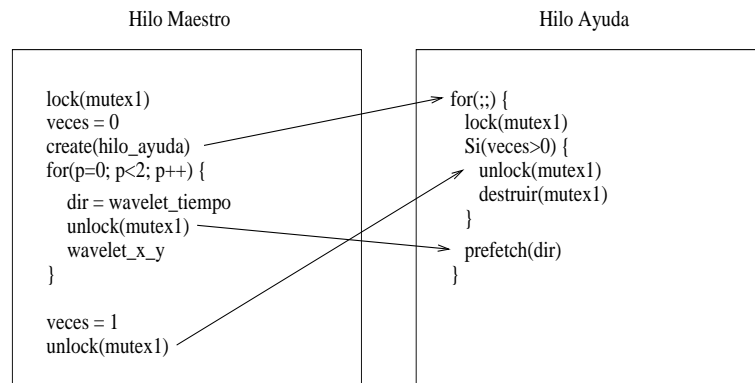 Hilo Maestro
lock(mutex1)
veces = 0
create(hilo_ayuda)
for(p=0; p<2; p++) {
dir = wavelet_tiempo
unlock(mutex1)
wavelet_x_y
}
veces = 1
unlock(mutex1)
Hilo Ayuda
for(;;) {
lock(mutex1)
Si(veces>0) {
unlock(mutex1)
destruir(mutex1)
}
prefetch(dir)
}